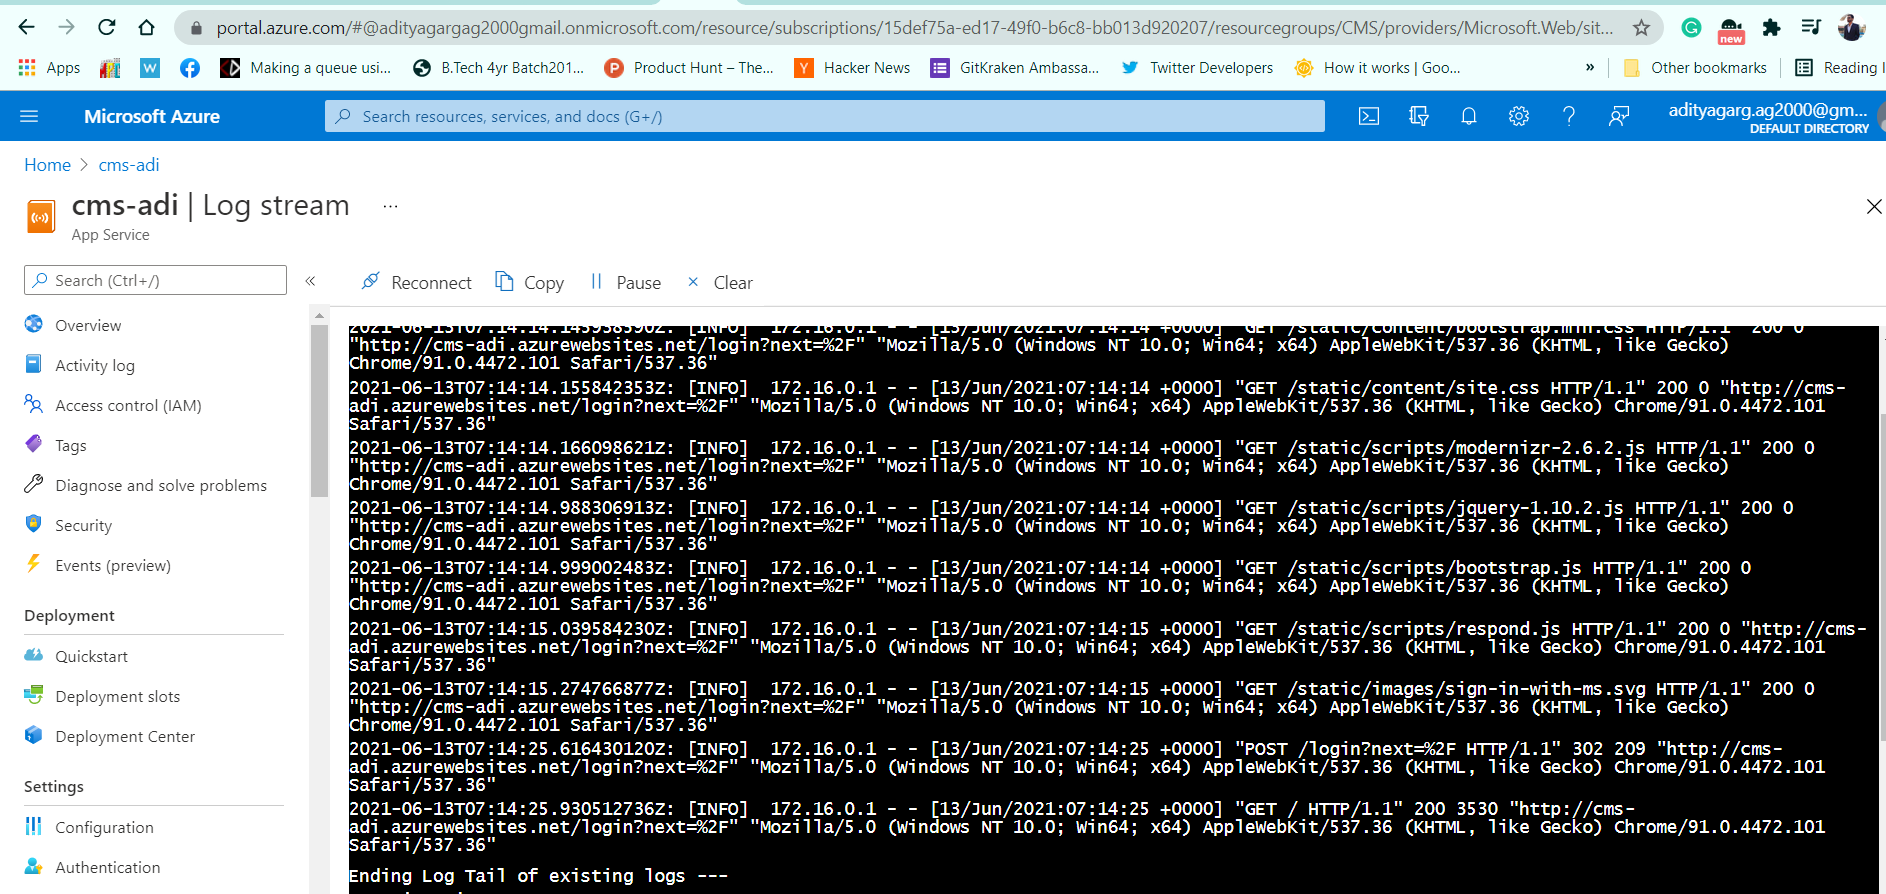 portal.azure.com/#@adityagargag2000gmail.onmicrosoft.com/resource/subscriptions/15def75a-ed17-49f0-b6c8-bb013d920207/resourcegroups/CMS/providers/Microsoft.Web/sit...
new
Apps
W
Making a queue usi...
B.Tech 4yr Batch201...
P
Product Hunt – The...
Y
Hacker News
GitKraken Ambassa...
Twitter Developers
How it works | Goo...
»
Other bookmarks
Reading l
Microsoft Azure
Search resources, services, and docs (G+/)
adityagarg.ag2000@gm...
DEFAULT DIRECTORY
Home > cms-adi
cms-adi | Log stream ...
App Service
Search (Ctrl+/)
«
Reconnect
Copy
Pause
Clear
Overview
Activity log
Access control (IAM)
Tags
Diagnose and solve problems
Security
Events (preview)
Deployment
Quickstart
Deployment slots
Deployment Center
Settings
Configuration
Authentication
2021-06-13T07:14:14.145938590Z: [INFO]  172.16.0.1 - - [13/Jun/2021:07:14:14 +0000] "GET /static/content/bootstrap.min.css HTTP/1.1" 200 0
"http://cms-adi.azurewebsites.net/login?next=%2F" "Mozilla/5.0 (Windows NT 10.0; Win64; x64) AppleWebKit/537.36 (KHTML, like Gecko)
Chrome/91.0.4472.101 Safari/537.36"
2021-06-13T07:14:14.155842353Z: [INFO]  172.16.0.1 - - [13/Jun/2021:07:14:14 +0000] "GET /static/content/site.css HTTP/1.1" 200 0 "http://cms-
adi.azurewebsites.net/login?next=%2F" "Mozilla/5.0 (Windows NT 10.0; Win64; x64) AppleWebKit/537.36 (KHTML, like Gecko) Chrome/91.0.4472.101
Safari/537.36"
2021-06-13T07:14:14.166098621Z: [INFO]  172.16.0.1 - - [13/Jun/2021:07:14:14 +0000] "GET /static/scripts/modernizr-2.6.2.js HTTP/1.1" 200 0
"http://cms-adi.azurewebsites.net/login?next=%2F" "Mozilla/5.0 (Windows NT 10.0; Win64; x64) AppleWebKit/537.36 (KHTML, like Gecko)
Chrome/91.0.4472.101 Safari/537.36"
2021-06-13T07:14:14.988306913Z: [INFO]  172.16.0.1 - - [13/Jun/2021:07:14:14 +0000] "GET /static/scripts/jquery-1.10.2.js HTTP/1.1" 200 0
"http://cms-adi.azurewebsites.net/login?next=%2F" "Mozilla/5.0 (Windows NT 10.0; Win64; x64) AppleWebKit/537.36 (KHTML, like Gecko)
Chrome/91.0.4472.101 Safari/537.36"
2021-06-13T07:14:14.999002483Z: [INFO]  172.16.0.1 - - [13/Jun/2021:07:14:14 +0000] "GET /static/scripts/bootstrap.js HTTP/1.1" 200 0
"http://cms-adi.azurewebsites.net/login?next=%2F" "Mozilla/5.0 (Windows NT 10.0; Win64; x64) AppleWebKit/537.36 (KHTML, like Gecko)
Chrome/91.0.4472.101 Safari/537.36"
2021-06-13T07:14:15.039584230Z: [INFO]  172.16.0.1 - - [13/Jun/2021:07:14:15 +0000] "GET /static/scripts/respond.js HTTP/1.1" 200 0 "http://cms-
adi.azurewebsites.net/login?next=%2F" "Mozilla/5.0 (Windows NT 10.0; Win64; x64) AppleWebKit/537.36 (KHTML, like Gecko) Chrome/91.0.4472.101
Safari/537.36"
2021-06-13T07:14:15.274766877Z: [INFO]  172.16.0.1 - - [13/Jun/2021:07:14:15 +0000] "GET /static/images/sign-in-with-ms.svg HTTP/1.1" 200 0
"http://cms-adi.azurewebsites.net/login?next=%2F" "Mozilla/5.0 (Windows NT 10.0; Win64; x64) AppleWebKit/537.36 (KHTML, like Gecko)
Chrome/91.0.4472.101 Safari/537.36"
2021-06-13T07:14:25.616430120Z: [INFO]  172.16.0.1 - - [13/Jun/2021:07:14:25 +0000] "POST /login?next=%2F HTTP/1.1" 302 209 "http://cms-
adi.azurewebsites.net/login?next=%2F" "Mozilla/5.0 (Windows NT 10.0; Win64; x64) AppleWebKit/537.36 (KHTML, like Gecko) Chrome/91.0.4472.101
Safari/537.36"
2021-06-13T07:14:25.930512736Z: [INFO]  172.16.0.1 - - [13/Jun/2021:07:14:25 +0000] "GET / HTTP/1.1" 200 3530 "http://cms-
adi.azurewebsites.net/login?next=%2F" "Mozilla/5.0 (Windows NT 10.0; Win64; x64) AppleWebKit/537.36 (KHTML, like Gecko) Chrome/91.0.4472.101
Safari/537.36"
Ending Log Tail of existing logs ---